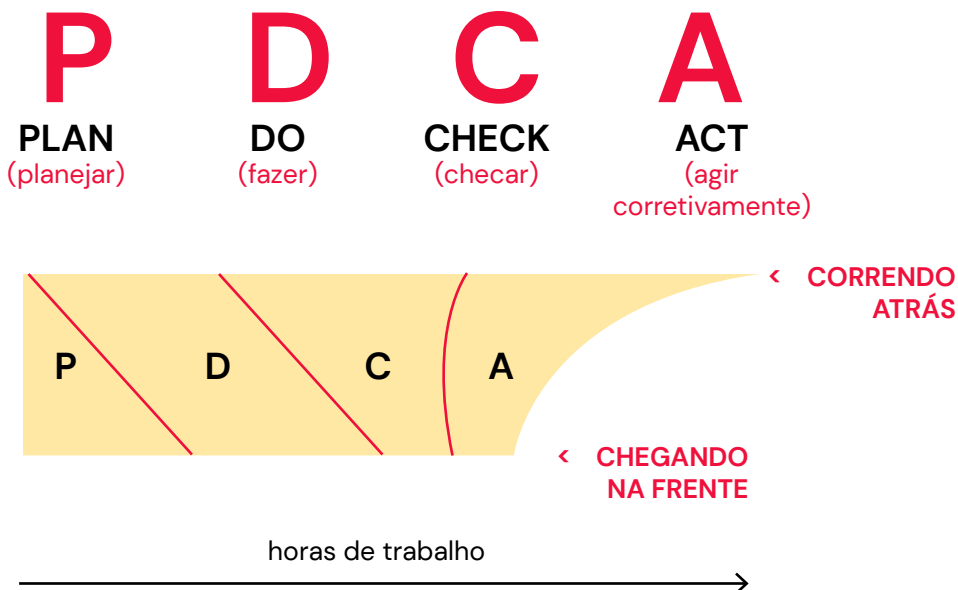 P D C A
PLAN DO CHECK ACT
(planejar) (fazer) (checar) (agir
corretivamente)
< CORRENDO
ATRÁS
P D C A
< CHEGANDO
NA FRENTE
horas de trabalho